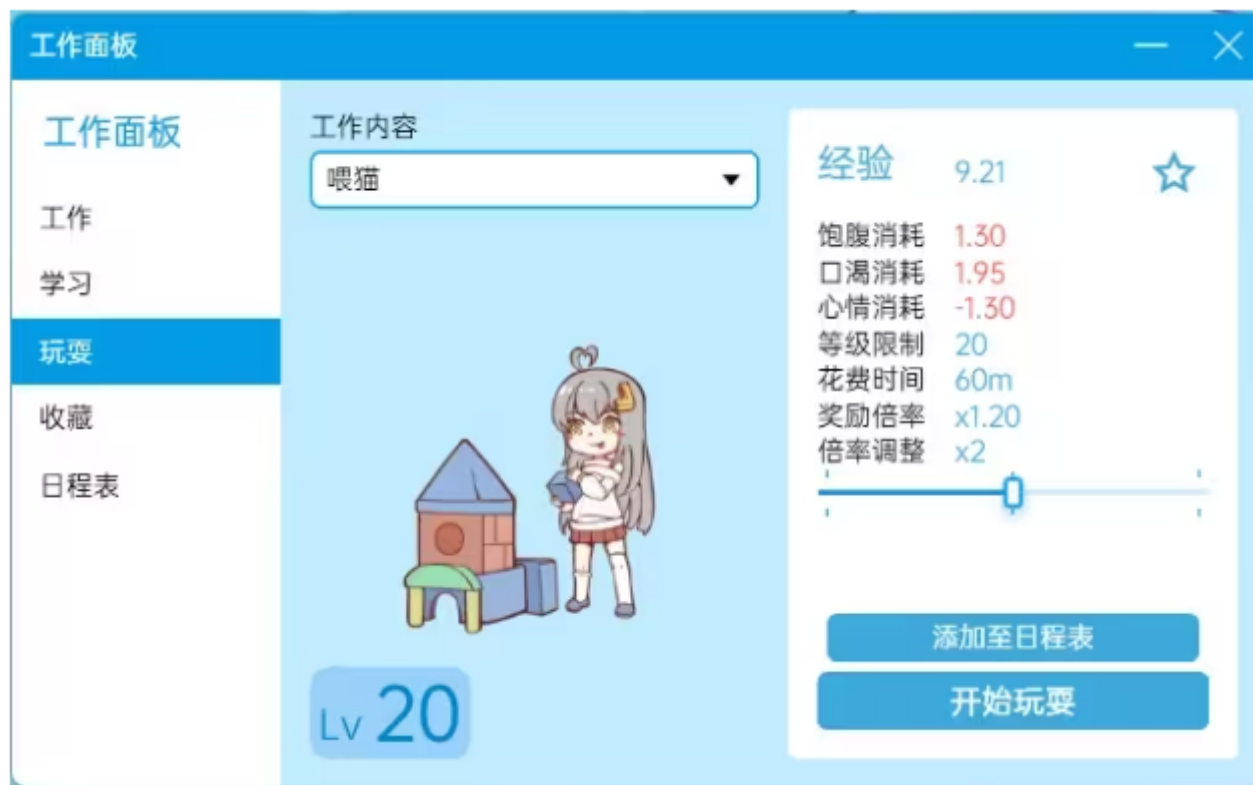 工作面板
工作面板
工作
学习
玩耍
收藏
日程表
工作内容
喂猫
Lv 20
经验 9.21
饱腹消耗 1.30
口渴消耗 1.95
心情消耗 -1.30
等级限制 20
花费时间 60m
奖励倍率 x1.20
倍率调整 x2
添加至日程表
开始玩耍